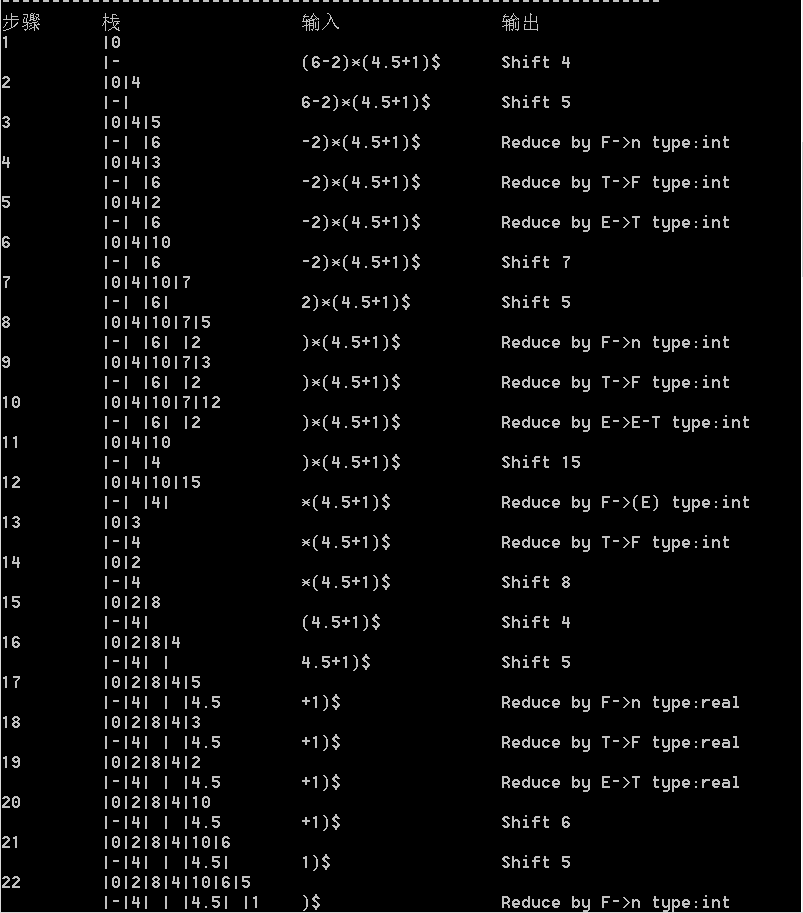 步骤 栈 输入 输出
1 |0
|- (6-2)*(4.5+1)$ Shift 4
2 |0|4
|-| 6-2)*(4.5+1)$ Shift 5
3 |0|4|5
|-| |6 -2)*(4.5+1)$ Reduce by F->n type:int
4 |0|4|3
|-| |6 -2)*(4.5+1)$ Reduce by T->F type:int
5 |0|4|2
|-| |6 -2)*(4.5+1)$ Reduce by E->T type:int
6 |0|4|10
|-| |6 -2)*(4.5+1)$ Shift 7
7 |0|4|10|7
|-| |6| 2)*(4.5+1)$ Shift 5
8 |0|4|10|7|5
|-| |6| |2 )*(4.5+1)$ Reduce by F->n type:int
9 |0|4|10|7|3
|-| |6| |2 )*(4.5+1)$ Reduce by T->F type:int
10 |0|4|10|7|12
|-| |6| |2 )*(4.5+1)$ Reduce by E->E-T type:int
11 |0|4|10
|-| |4 )*(4.5+1)$ Shift 15
12 |0|4|10|15
|-| |4| *(4.5+1)$ Reduce by F->(E) type:int
13 |0|3
|-|4 *(4.5+1)$ Reduce by T->F type:int
14 |0|2
|-|4 *(4.5+1)$ Shift 8
15 |0|2|8
|-|4| (4.5+1)$ Shift 4
16 |0|2|8|4
|-|4| | 4.5+1)$ Shift 5
17 |0|2|8|4|5
|-|4| | |4.5 +1)$ Reduce by F->n type:real
18 |0|2|8|4|3
|-|4| | |4.5 +1)$ Reduce by T->F type:real
19 |0|2|8|4|2
|-|4| | |4.5 +1)$ Reduce by E->T type:real
20 |0|2|8|4|10
|-|4| | |4.5 +1)$ Shift 6
21 |0|2|8|4|10|6
|-|4| | |4.5| 1)$ Shift 5
22 |0|2|8|4|10|6|5
|-|4| | |4.5| |1 )$ Reduce by F->n type:int